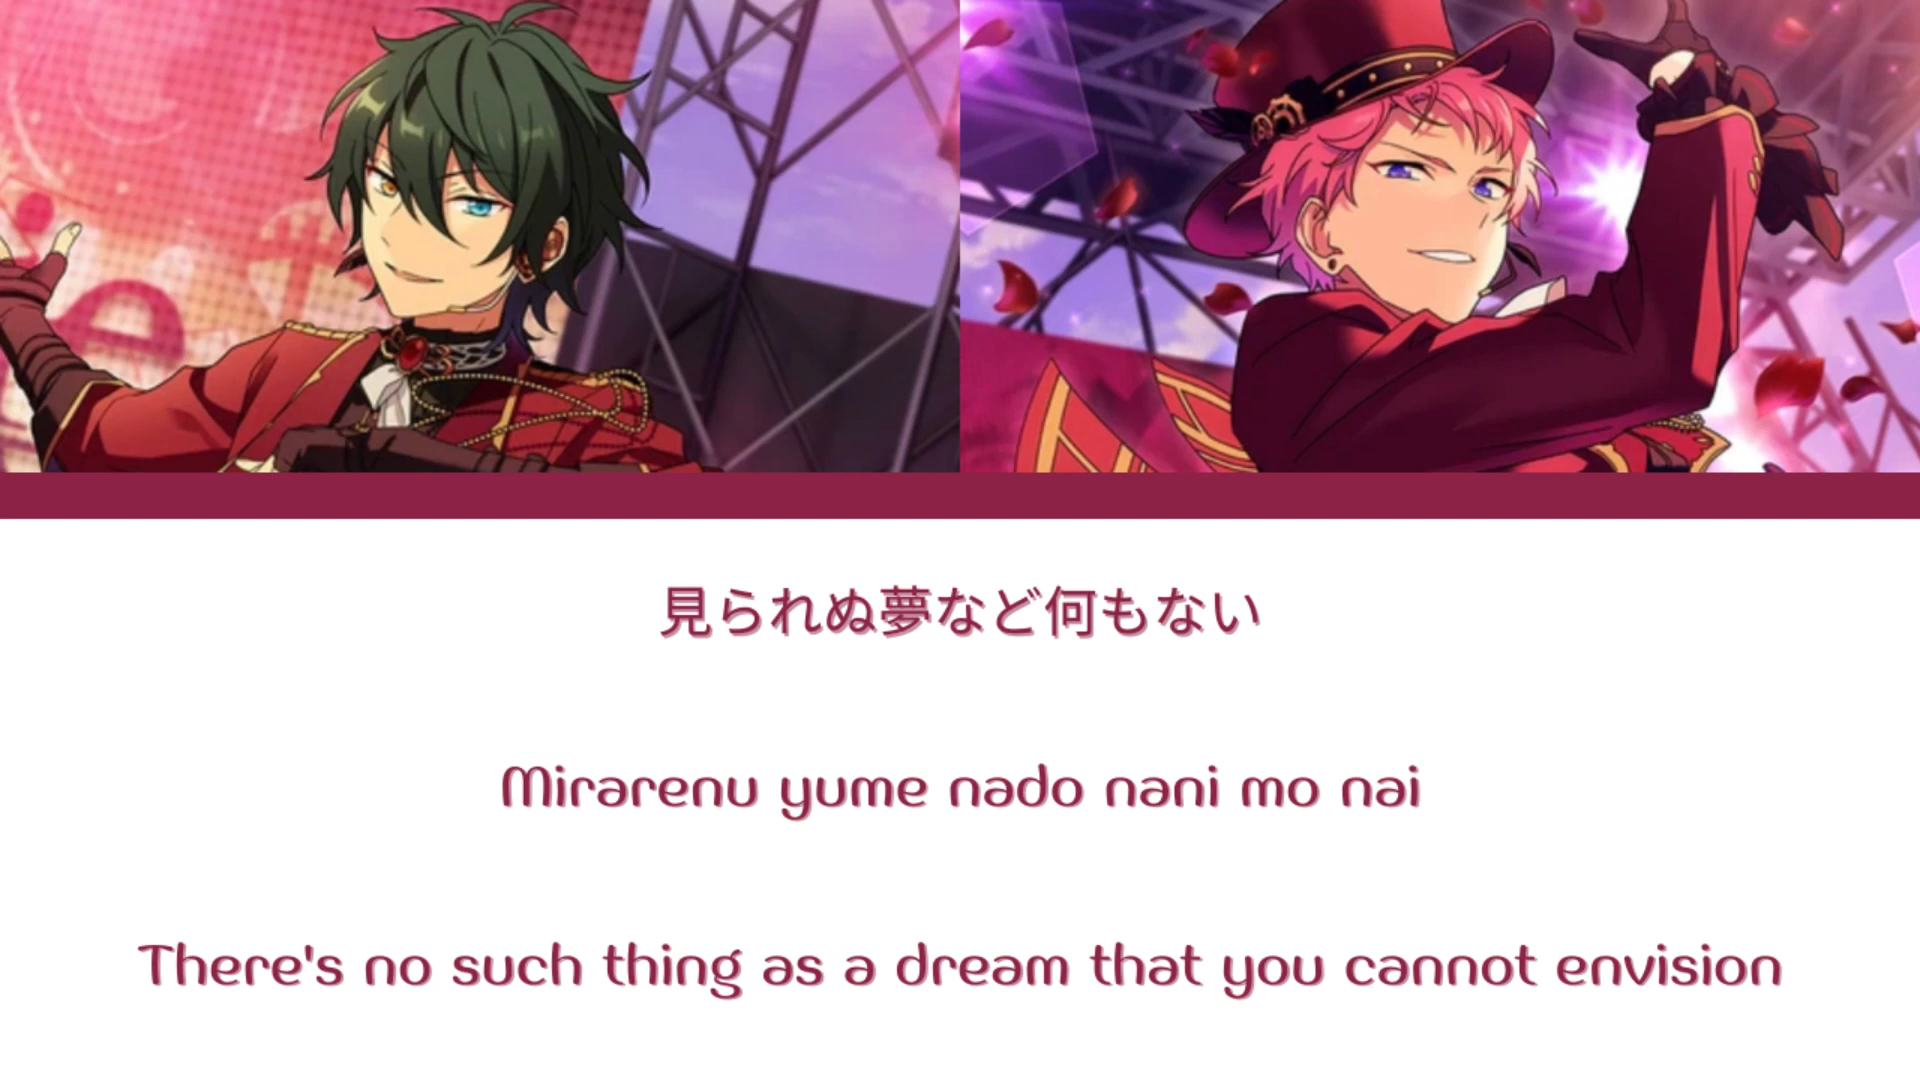 見られぬ夢など何もない
Mirarenu yume nado nani mo nai
There's no such thing as a dream that you cannot envision